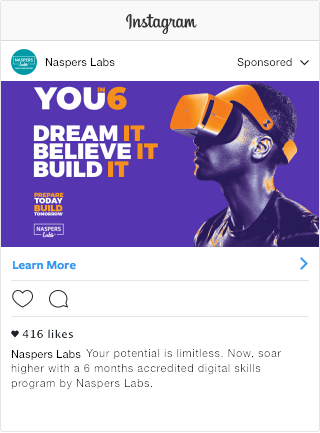 Instagram
NASPERS
Labs
Naspers Labs
Sponsored
YOU IN 6
DREAM IT
BELIEVE IT
BUILD IT
PREPARE
TODAY
BUILD
TOMORROW
NASPERS
Labs
Learn More
416 likes
Naspers Labs Your potential is limitless. Now, soar
higher with a 6 months accredited digital skills
program by Naspers Labs.